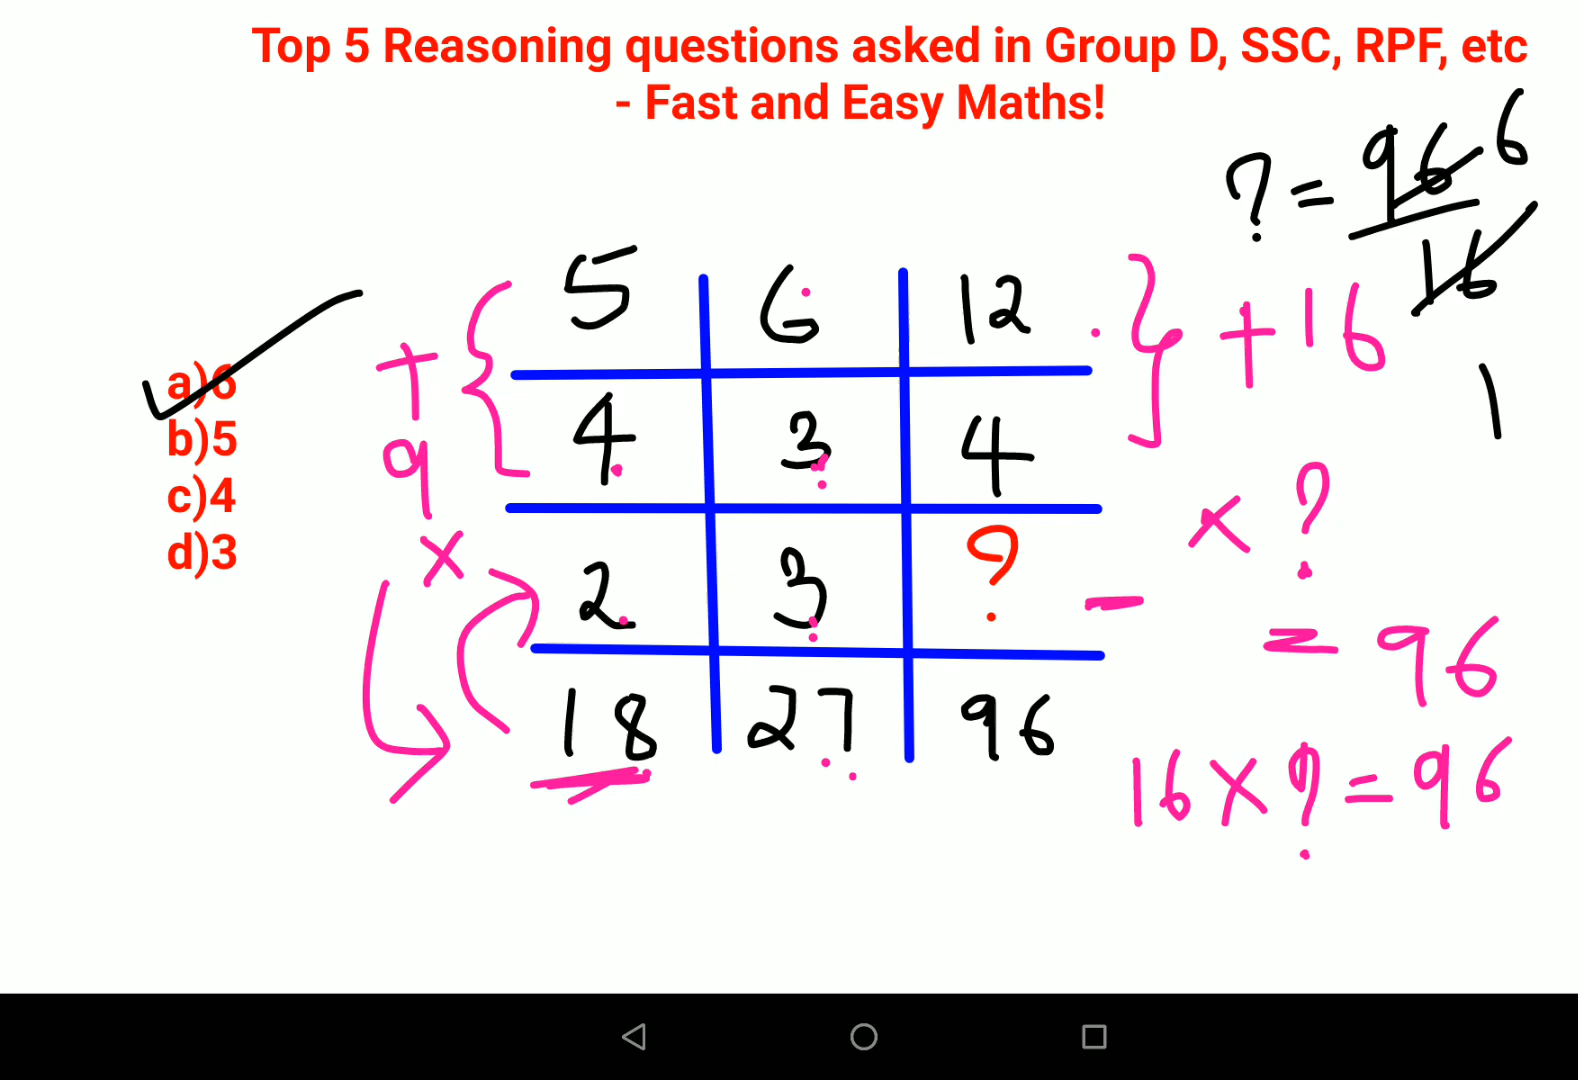 Top 5 Reasoning questions asked in Group D, SSC, RPF, etc
- Fast and Easy Maths!
? = 96 6
16
1
5 6 12
+ 16
a)6
+
4 3 4
b)5
9
c)4
× ?
d)3
×
2 3 ?
= 96
18 27 96
16 × ? = 96